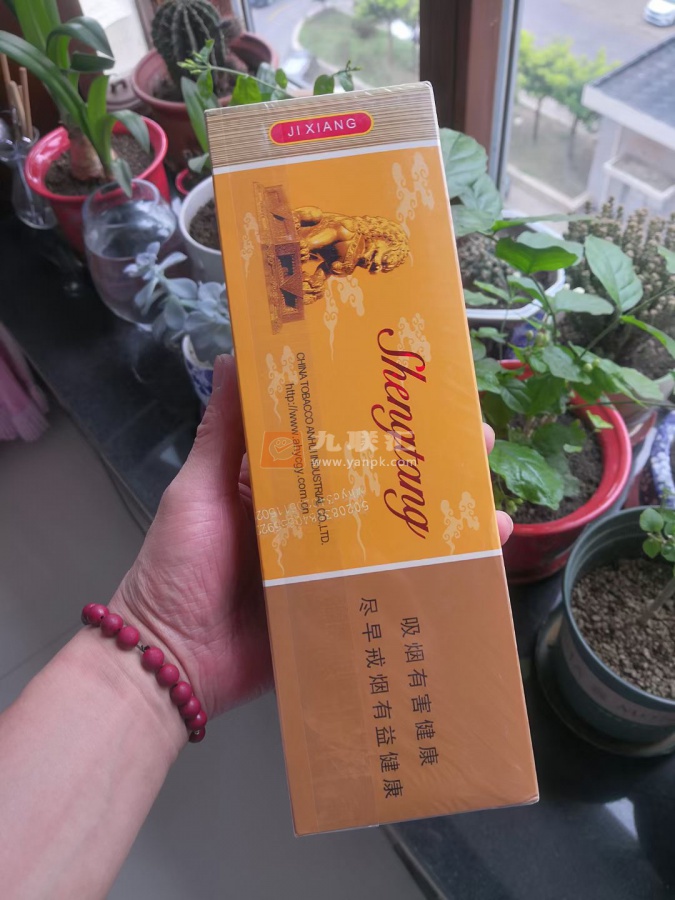 JI XIANG
Shengtang
CHINA TOBACCO ANHUI INDUSTRIAL CO.,LTD.
http://www.ahycgy.com.cn
www.yanpk.com
吸烟有害健康
尽早戒烟有益健康